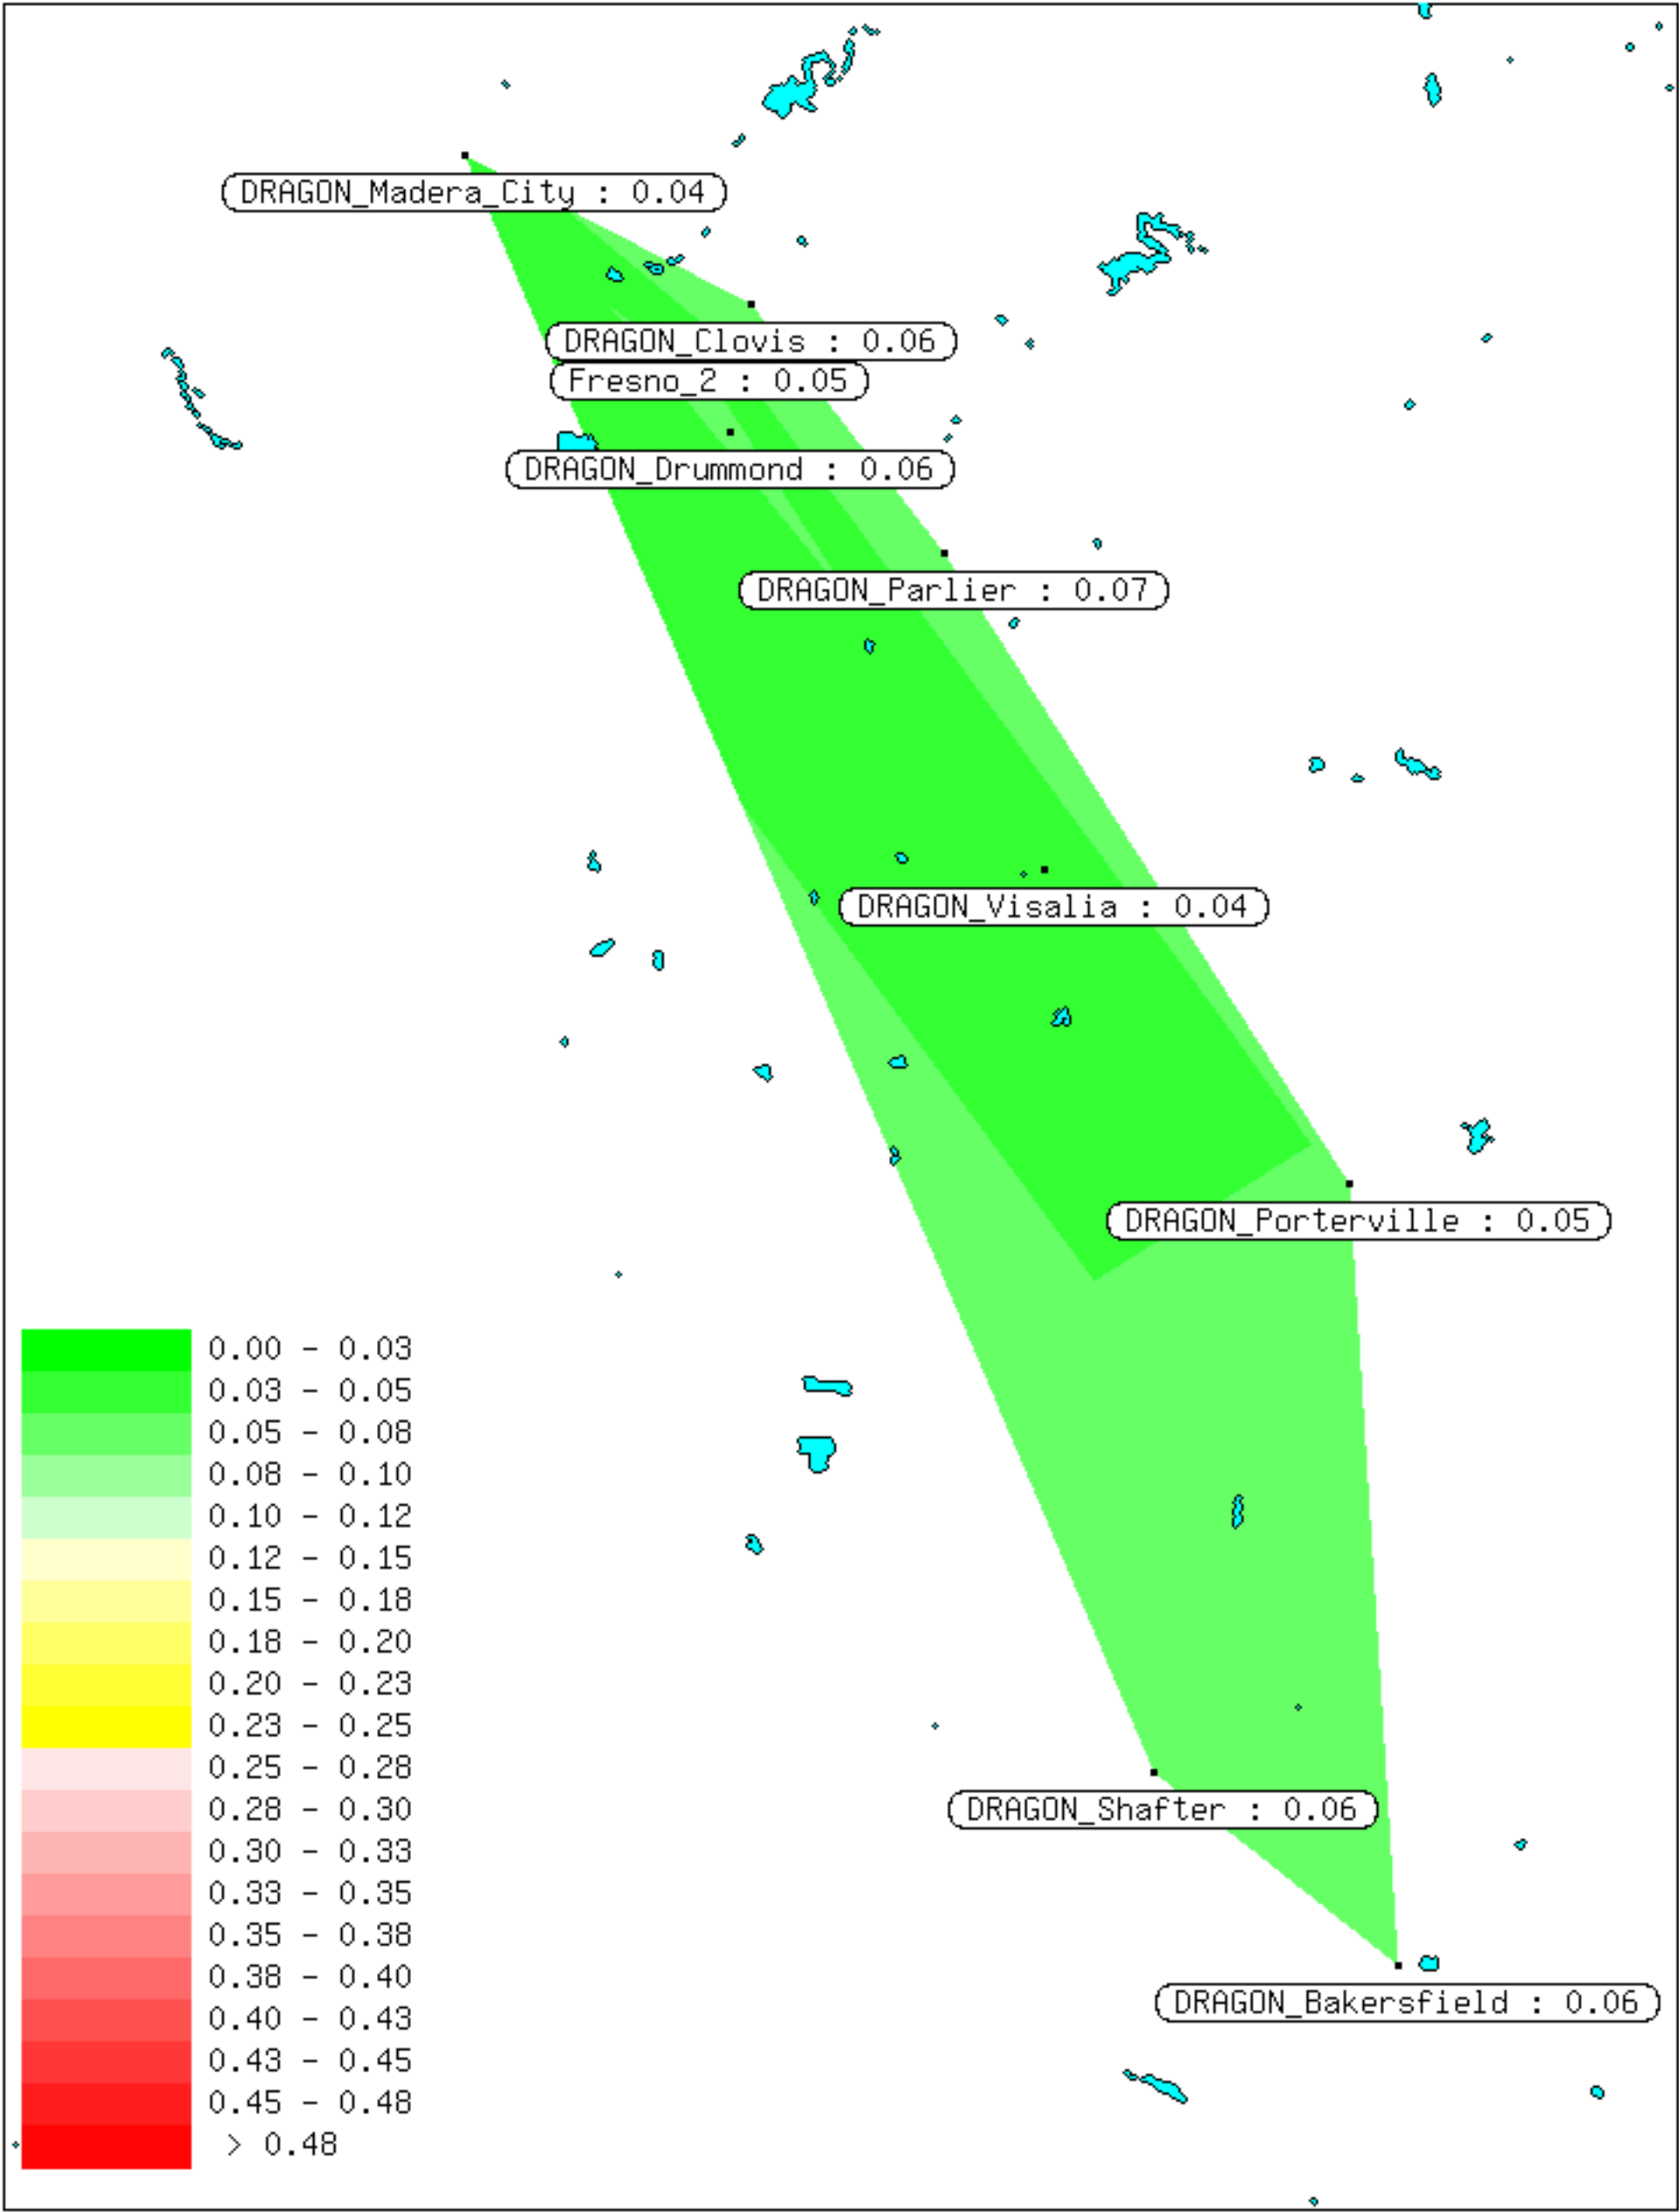 DRAGON_Madera_City : 0.04
DRAGON_Clovis : 0.06
Fresno_2 : 0.05
DRAGON_Drummond : 0.06
DRAGON_Parlier : 0.07
DRAGON_Visalia : 0.04
DRAGON_Porterville : 0.05
DRAGON_Shafter : 0.06
DRAGON_Bakersfield : 0.06
0.00 - 0.03
0.03 - 0.05
0.05 - 0.08
0.08 - 0.10
0.10 - 0.12
0.12 - 0.15
0.15 - 0.18
0.18 - 0.20
0.20 - 0.23
0.23 - 0.25
0.25 - 0.28
0.28 - 0.30
0.30 - 0.33
0.33 - 0.35
0.35 - 0.38
0.38 - 0.40
0.40 - 0.43
0.43 - 0.45
0.45 - 0.48
> 0.48